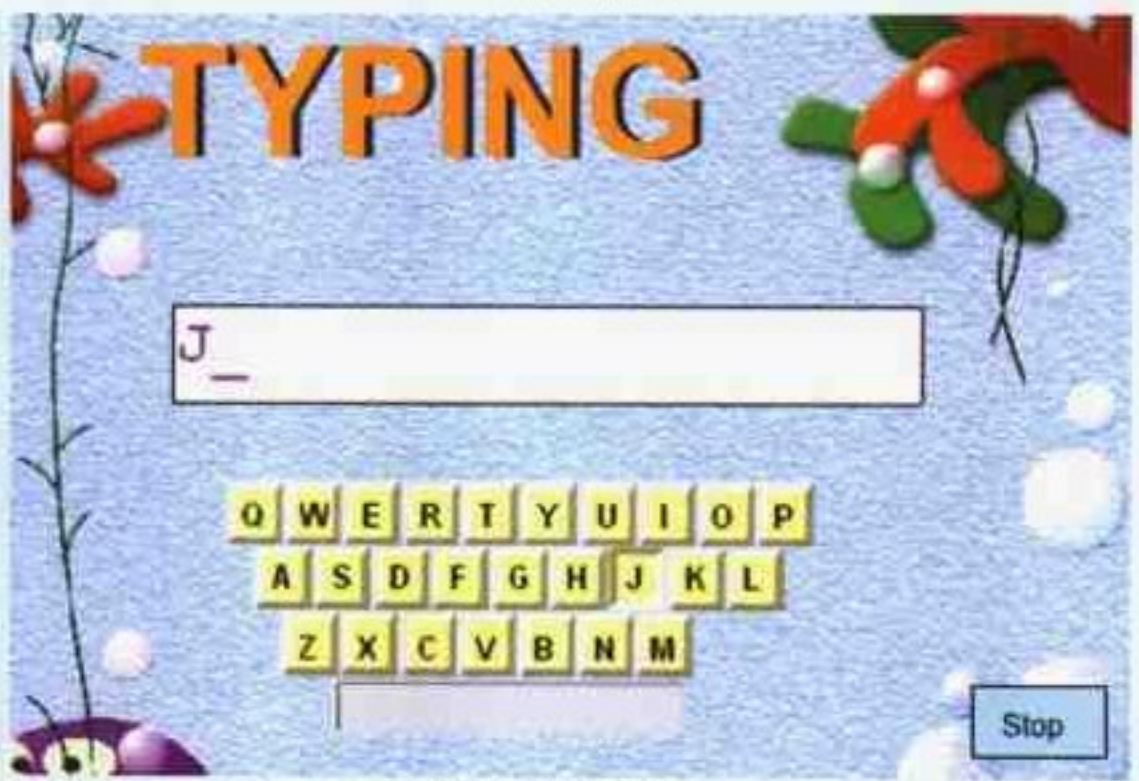 TYPING
J_
Q W E R T Y U I O P
A S D F G H J K L
Z X C V B N M
Stop